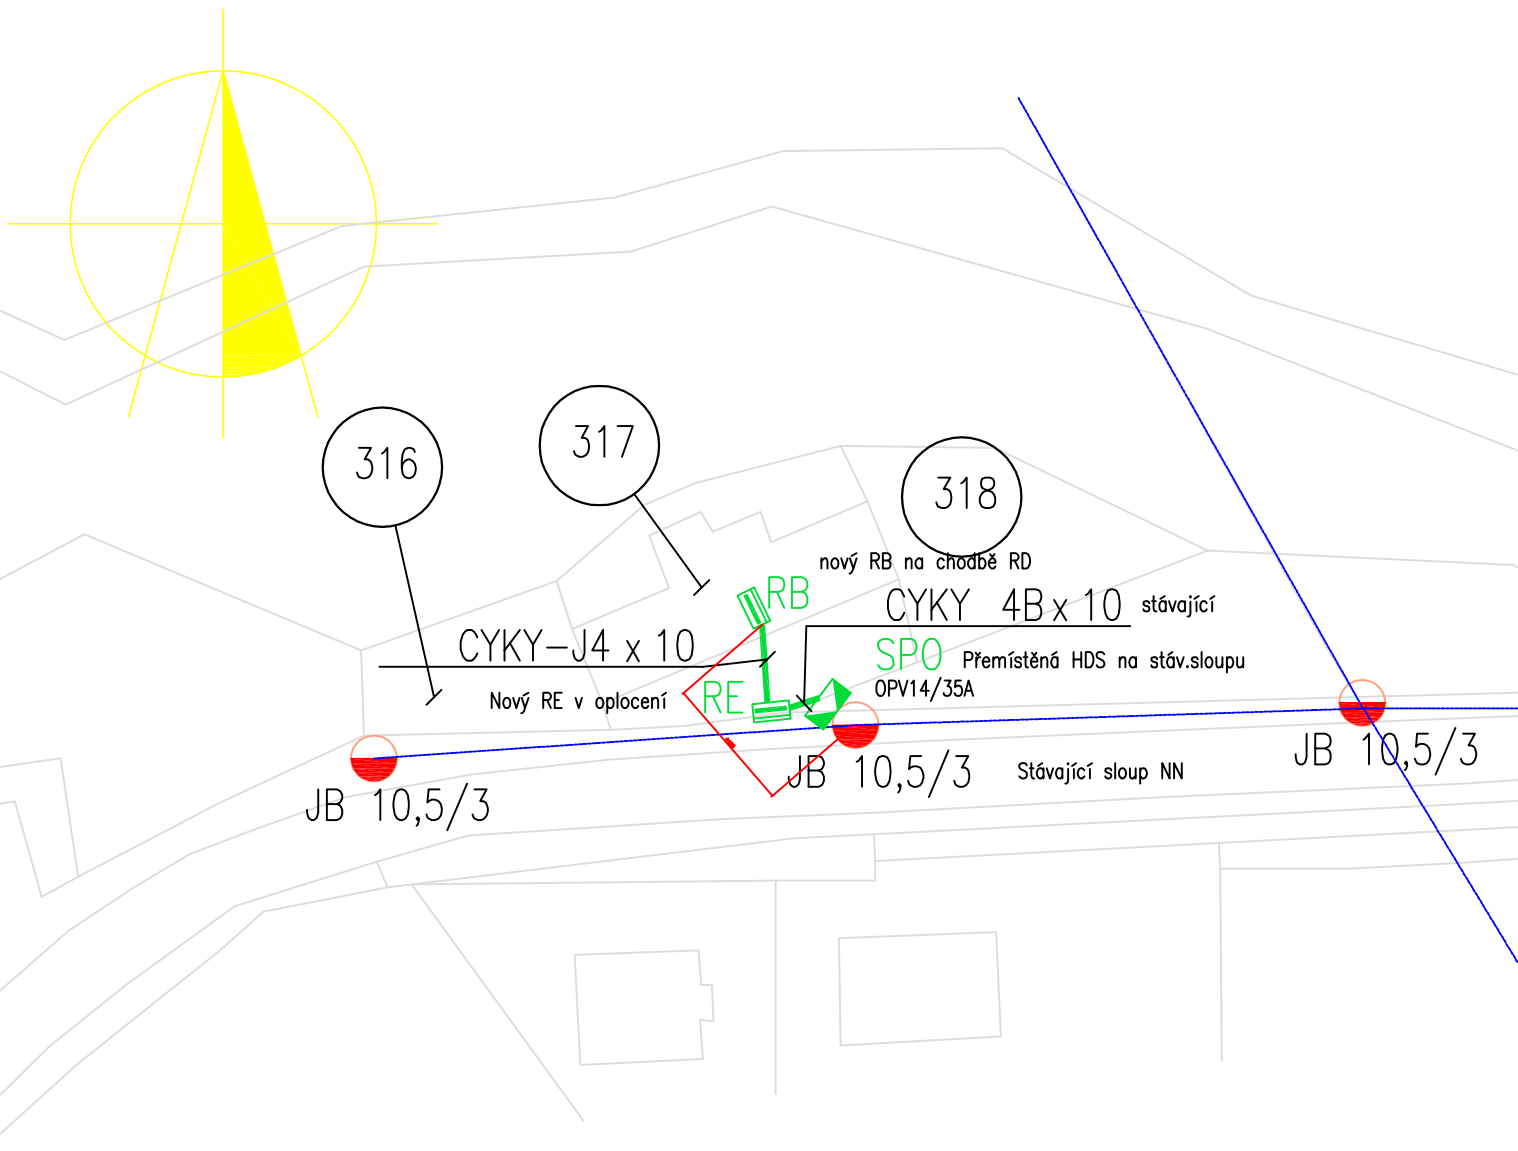 316
317
318
nový RB na chodbě RD
RB
CYKY 4B x 10 stávající
CYKY-J4 x 10
SPO Přemístěná HDS na stáv.sloupu
OPV14/35A
Nový RE v oplocení
RE
JB 10,5/3
JB 10,5/3
Stávající sloup NN
JB 10,5/3